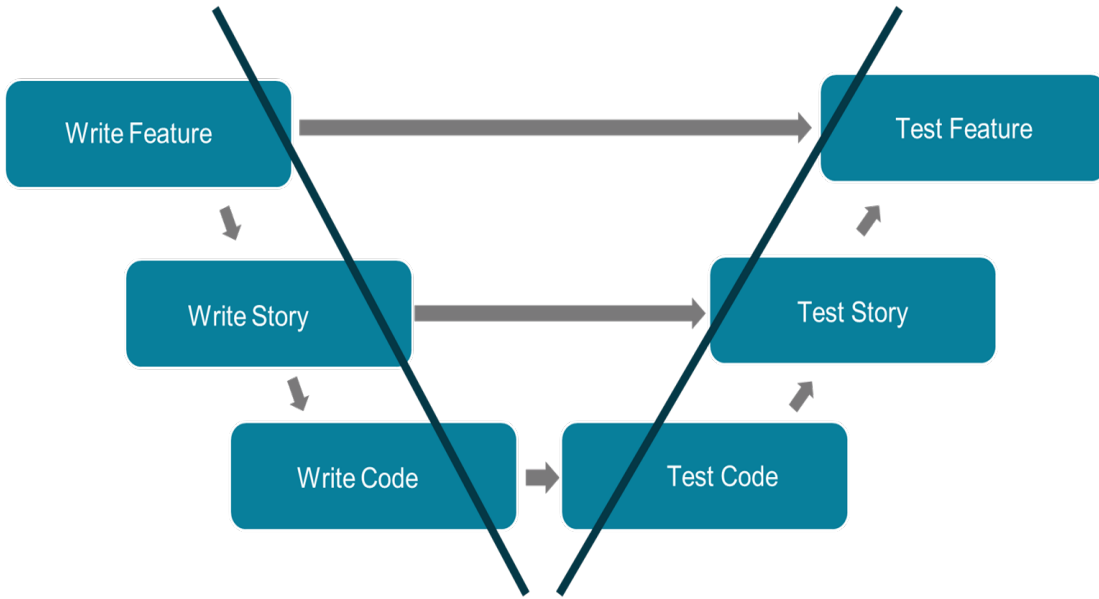 Write Feature
Test Feature
Write Story
Test Story
Write Code
Test Code